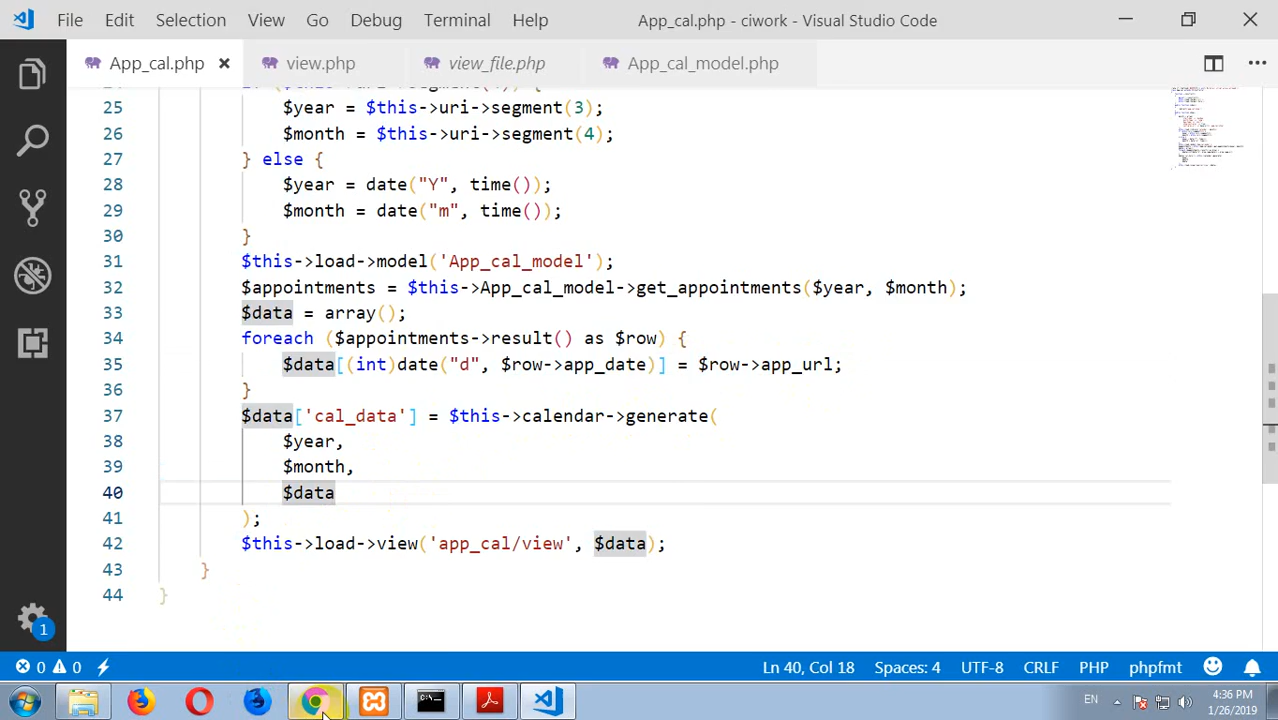 File Edit Selection View Go Debug Terminal Help App_cal.php - ciwork - Visual Studio Code
App_cal.php view.php view_file.php App_cal_model.php
25 $year = $this->uri->segment(3);
26 $month = $this->uri->segment(4);
27 } else {
28 $year = date("Y", time());
29 $month = date("m", time());
30 }
31 $this->load->model('App_cal_model');
32 $appointments = $this->App_cal_model->get_appointments($year, $month);
33 $data = array();
34 foreach ($appointments->result() as $row) {
35 $data[(int)date("d", $row->app_date)] = $row->app_url;
36 }
37 $data['cal_data'] = $this->calendar->generate(
38 $year,
39 $month,
40 $data
41 );
42 $this->load->view('app_cal/view', $data);
43 }
44 }
1
0 0 Ln 40, Col 18 Spaces: 4 UTF-8 CRLF PHP phpfmt
EN 4:36 PM
1/26/2019